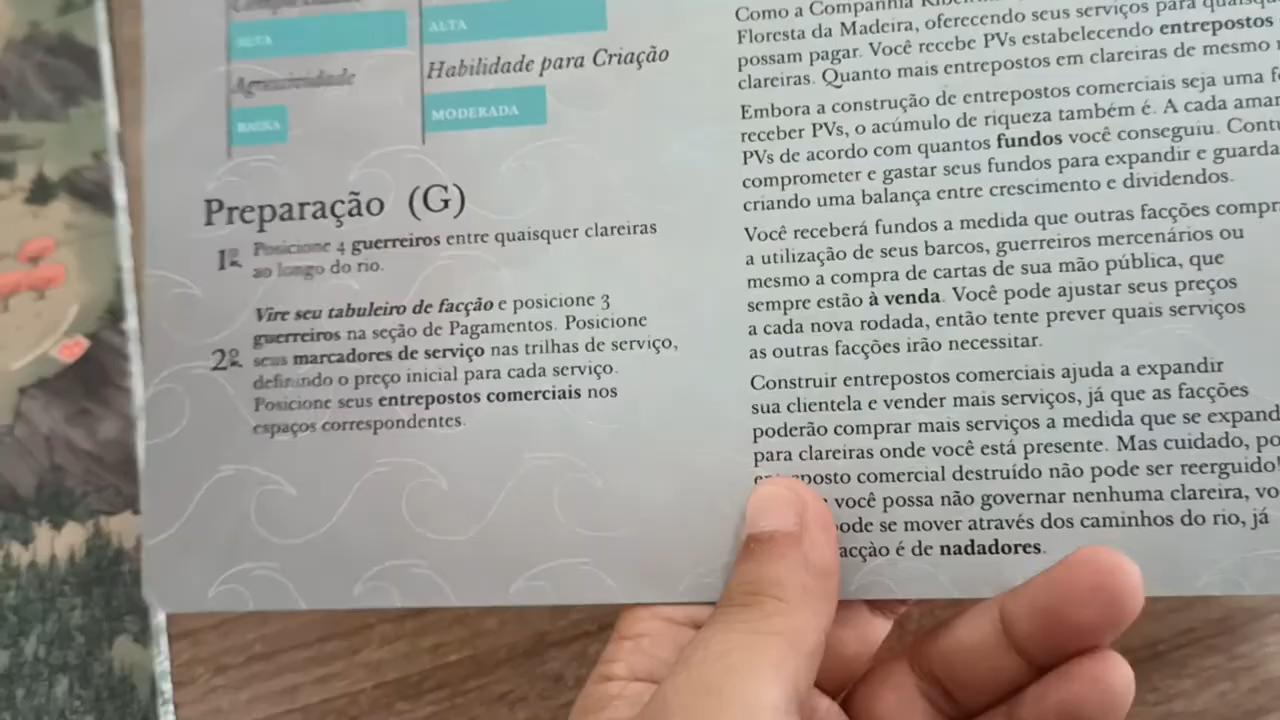 ALTA
ALTA
Agressividade
Habilidade para Criação
BAIXA
MODERADA
Preparação (G)
1º Posicione 4 guerreiros entre quaisquer clareiras
ao longo do rio.
Vire seu tabuleiro de facção e posicione 3
guerreiros na seção de Pagamentos. Posicione
2º seus marcadores de serviço nas trilhas de serviço,
definindo o preço inicial para cada serviço.
Posicione seus entrepostos comerciais nos
espaços correspondentes.
Como a Companhia
Floresta da Madeira, oferecendo seus serviços para
possam pagar. Você recebe PVs estabelecendo entrepostos
clareiras. Quanto mais entrepostos em clareiras de mesmo
Embora a construção de entrepostos comerciais seja uma
receber PVs, o acúmulo de riqueza também é. A cada
PVs de acordo com quantos fundos você conseguiu.
comprometer e gastar seus fundos para expandir e
criando uma balança entre crescimento e dividendos.
Você receberá fundos a medida que outras facções
a utilização de seus barcos, guerreiros mercenários ou
mesmo a compra de cartas de sua mão pública, que
sempre estão à venda. Você pode ajustar seus preços
a cada nova rodada, então tente prever quais serviços
as outras facções irão necessitar.
Construir entrepostos comerciais ajuda a expandir
sua clientela e vender mais serviços, já que as facções
poderão comprar mais serviços a medida que se
para clareiras onde você está presente. Mas cuidado,
comercial destruído não pode ser reerguido!
você possa não governar nenhuma clareira,
se mover através dos caminhos do rio, já
é de nadadores.